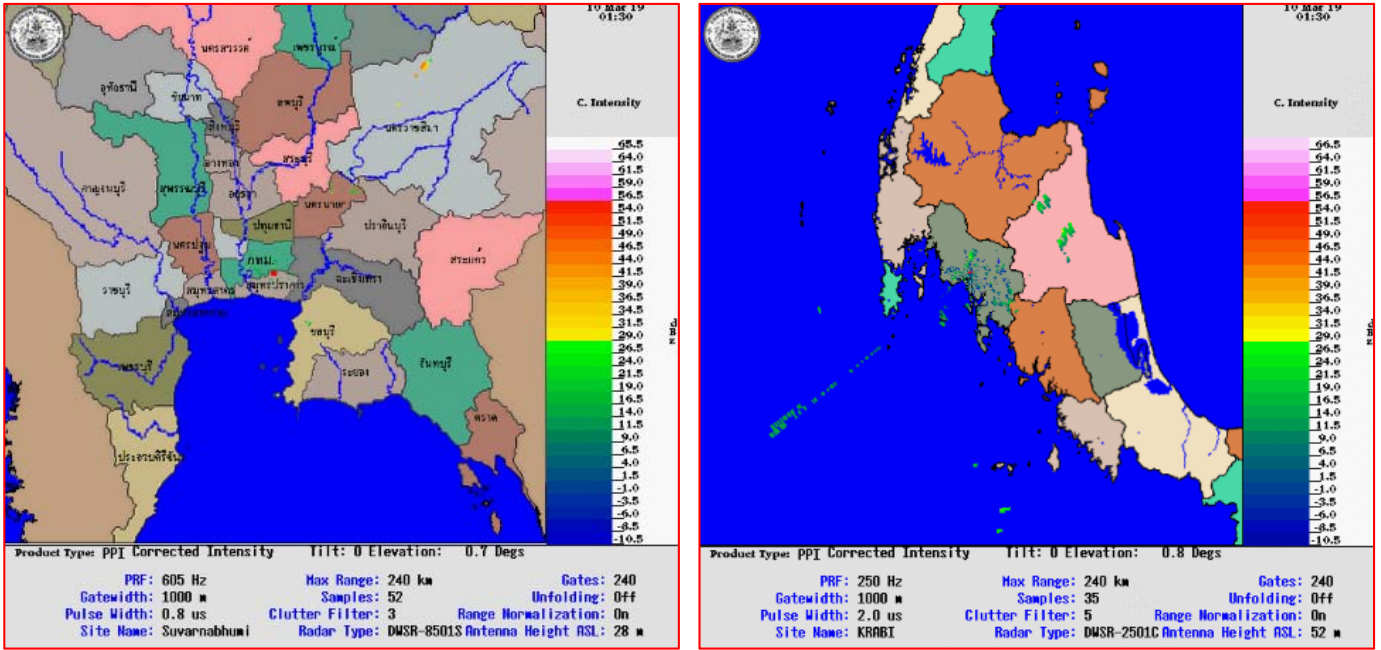 10 Mar 19
01:30
C. Intensity
65.5
64.0
61.5
59.0
56.5
54.0
51.5
49.0
46.5
44.0
41.5
39.0
36.5
34.0
31.5
29.0
26.5
24.0
21.5
19.0
16.5
14.0
11.5
9.0
6.5
4.0
1.5
-1.0
-3.5
-6.0
-8.5
-10.5
นครสวรรค์
เพชรบูรณ์
อุทัยธานี
ชัยนาท
ลพบุรี
สิงห์บุรี
นครราชสีมา
สระบุรี
อ่างทอง
กาญจนบุรี
สุพรรณบุรี
อยุธยา
นครนายก
ปทุมธานี
ปราจีนบุรี
นครปฐม
กทม.
สระแก้ว
ราชบุรี
สมุทรสาคร
สมุทรปราการ
ฉะเชิงเทรา
ชลบุรี
เพชรบุรี
ระยอง
จันทบุรี
ตราด
ประจวบคีรีขันธ์
Product Type: PPI Corrected Intensity Tilt: 0 Elevation: 0.7 Degs
PRF: 605 Hz Max Range: 240 km Gates: 240
Gatewidth: 1000 m Samples: 52 Unfolding: Off
Pulse Width: 0.8 us Clutter Filter: 3 Range Normalization: On
Site Name: Suvarnabhumi Radar Type: DWSR-8501S Antenna Height ASL: 28 m
10 Mar 19
01:30
C. Intensity
66.5
64.0
61.5
59.0
56.5
54.0
51.5
49.0
46.5
44.0
41.5
39.0
36.5
34.0
31.5
29.0
26.5
24.0
21.5
19.0
16.5
14.0
11.5
9.0
6.5
4.0
1.5
-1.0
-3.5
-6.0
-8.5
-10.5
Product Type: PPI Corrected Intensity Tilt: 0 Elevation: 0.8 Degs
PRF: 250 Hz Max Range: 240 km Gates: 240
Gatewidth: 1000 m Samples: 35 Unfolding: Off
Pulse Width: 2.0 us Clutter Filter: 5 Range Normalization: On
Site Name: KRABI Radar Type: DWSR-2501C Antenna Height ASL: 52 m